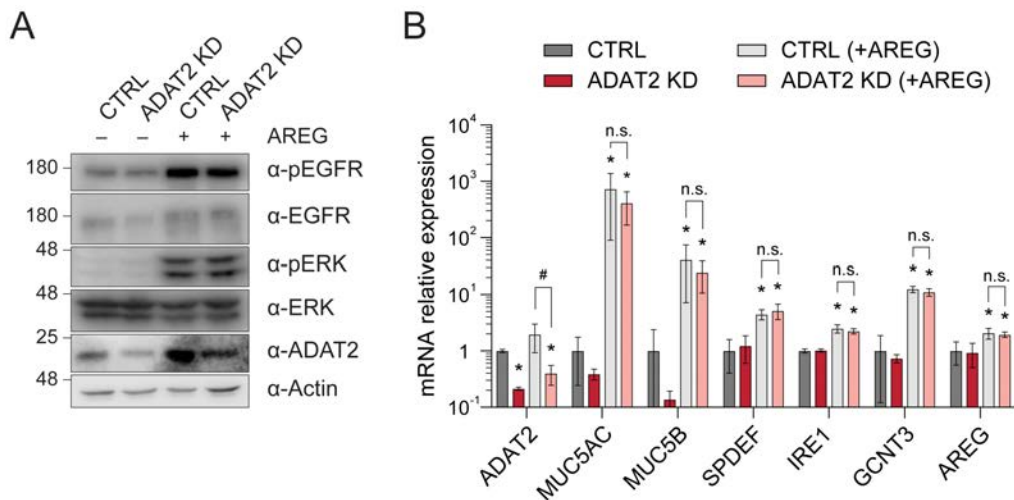 A
CTRL
ADAT2 KD
CTRL
ADAT2 KD
– – + + AREG
180
α-pEGFR
180
α-EGFR
48
α-pERK
48
α-ERK
25
α-ADAT2
48
α-Actin
B
CTRL CTRL (+AREG)
ADAT2 KD ADAT2 KD (+AREG)
mRNA relative expression
10⁴
10³
10²
10¹
1
10⁻¹
* # *
* n.s. *
* n.s. *
* n.s. *
* n.s. *
* n.s. *
* n.s. *
ADAT2
MUC5AC
MUC5B
SPDEF
IRE1
GCNT3
AREG